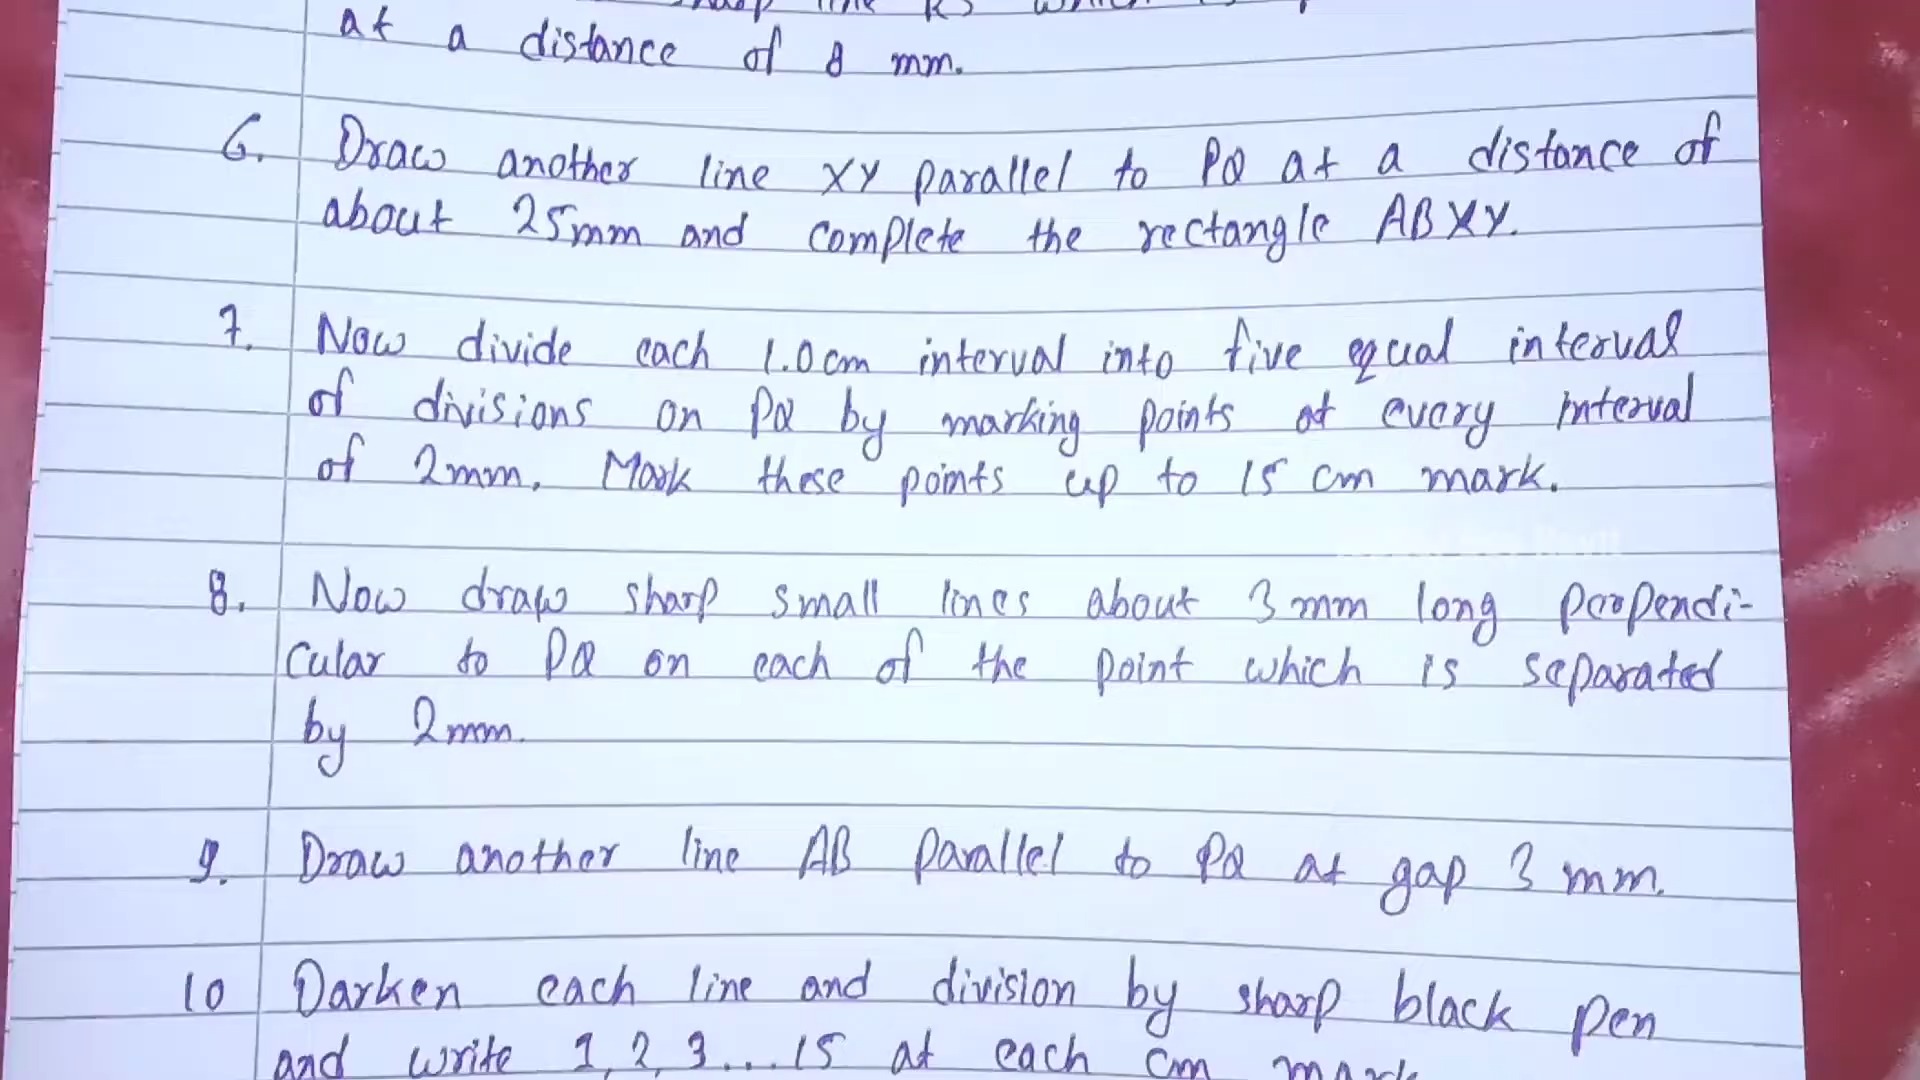 at a distance of 8 mm.
6. Draw another line XY parallel to PQ at a distance of
about 25mm and complete the rectangle ABXY.
7. Now divide each 1.0cm interval into five equal interval
of divisions on PQ by marking points at every interval
of 2mm. Mark these points up to 15 cm mark.
8. Now draw sharp small lines about 3 mm long perpendi-
cular to PQ on each of the point which is separated
by 2mm.
9. Draw another line AB parallel to PQ at gap 3 mm.
10 Darken each line and division by sharp black pen
and write 1, 2, 3...15 at each cm mark